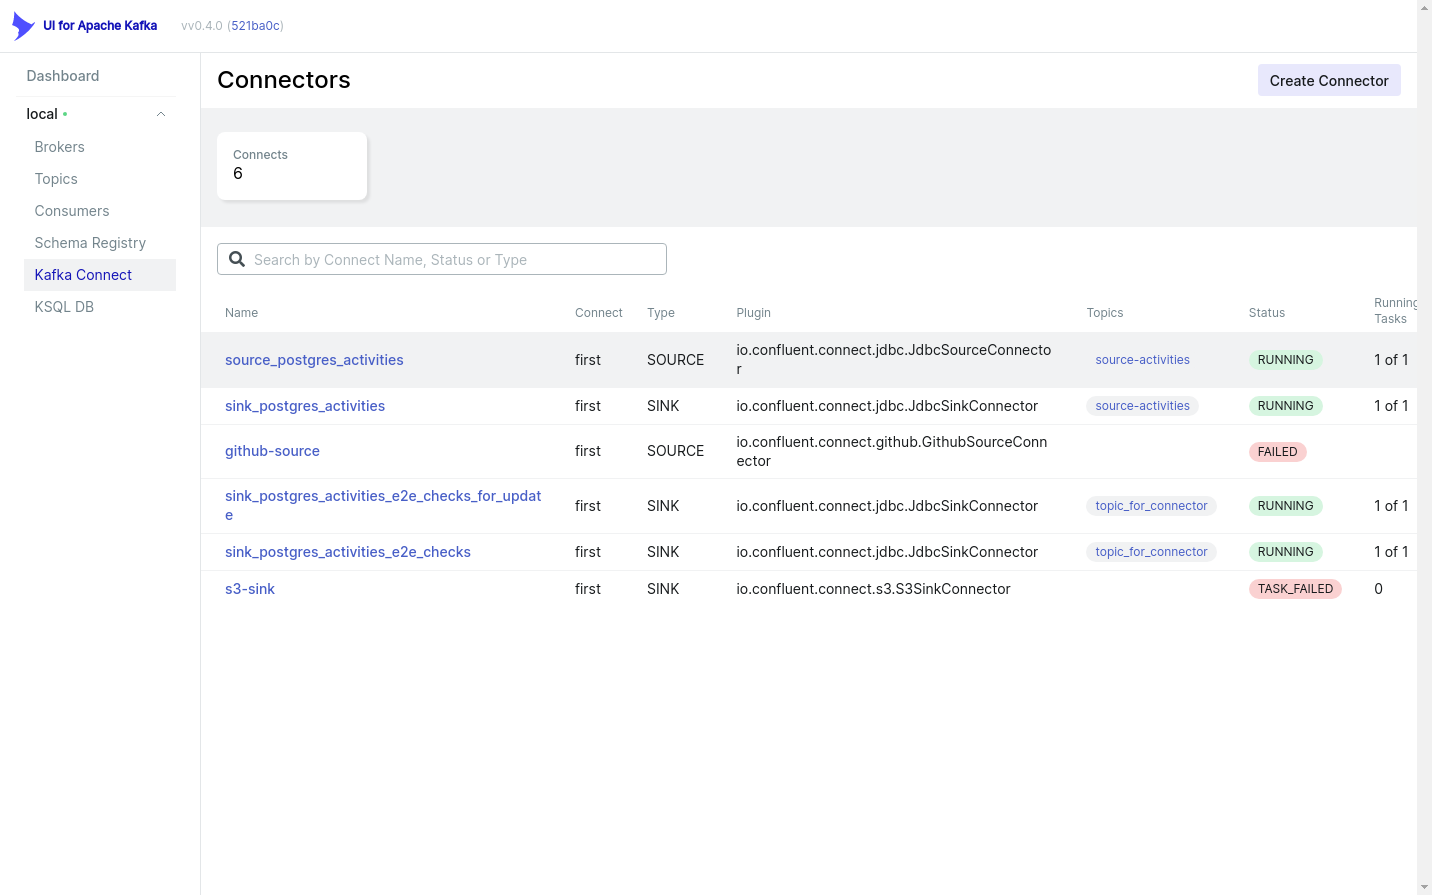 UI for Apache Kafka vv0.4.0 (521ba0c)
Dashboard
local
Brokers
Topics
Consumers
Schema Registry
Kafka Connect
KSQL DB
Connectors
Create Connector
Connects
6
Search by Connect Name, Status or Type
Name Connect Type Plugin Topics Status Running
Tasks
source_postgres_activities first SOURCE io.confluent.connect.jdbc.JdbcSourceConnecto source-activities RUNNING 1 of 1
r
sink_postgres_activities first SINK io.confluent.connect.jdbc.JdbcSinkConnector source-activities RUNNING 1 of 1
github-source first SOURCE io.confluent.connect.github.GithubSourceConn FAILED
ector
sink_postgres_activities_e2e_checks_for_updat first SINK io.confluent.connect.jdbc.JdbcSinkConnector topic_for_connector RUNNING 1 of 1
e
sink_postgres_activities_e2e_checks first SINK io.confluent.connect.jdbc.JdbcSinkConnector topic_for_connector RUNNING 1 of 1
s3-sink first SINK io.confluent.connect.s3.S3SinkConnector TASK_FAILED 0